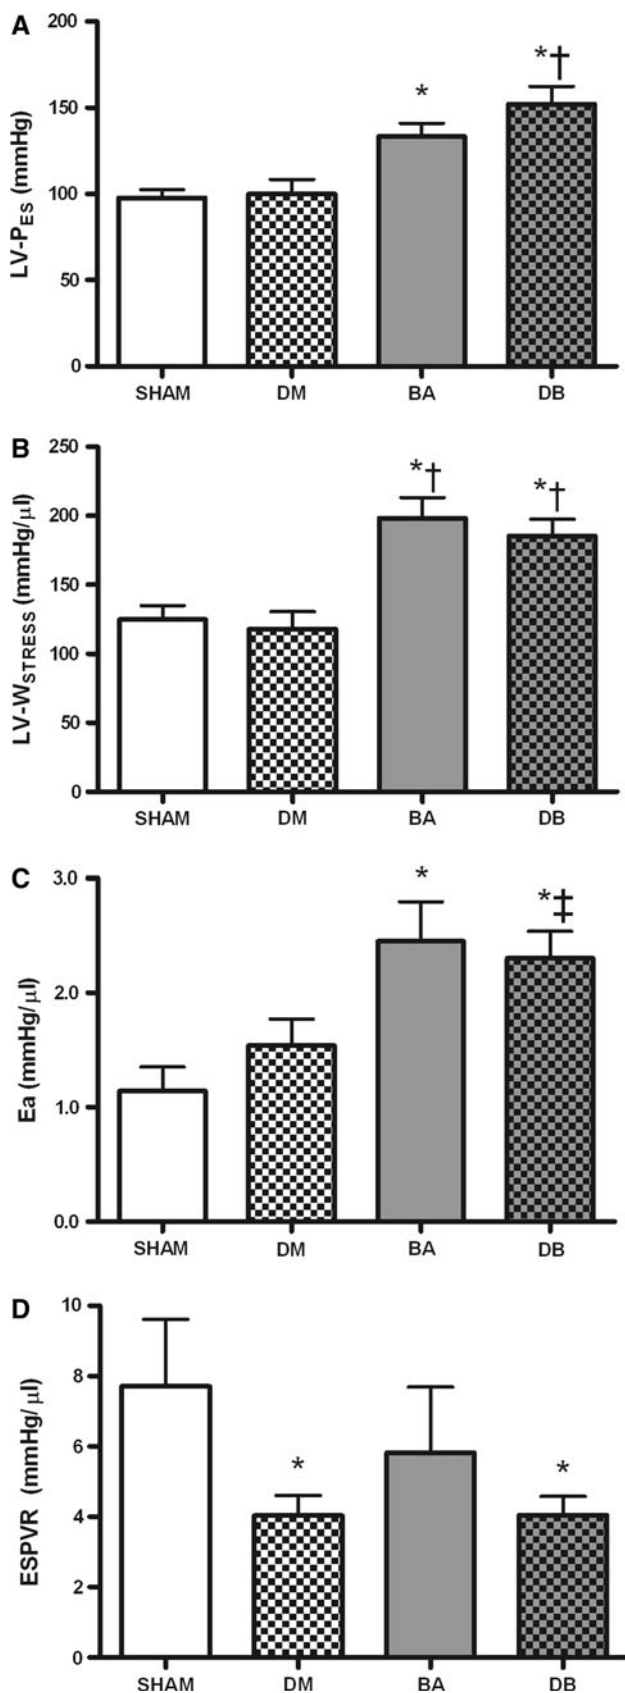 A
LV-P_ES (mmHg)
200
150
100
50
0
*
*†
SHAM DM BA DB
B
LV-W_STRESS (mmHg/µl)
250
200
150
100
50
0
*†
*†
SHAM DM BA DB
C
Ea (mmHg/µl)
3.0
2.0
1.0
0.0
*
*‡
SHAM DM BA DB
D
ESPVR (mmHg/µl)
10
8
6
4
2
0
*
*
SHAM DM BA DB